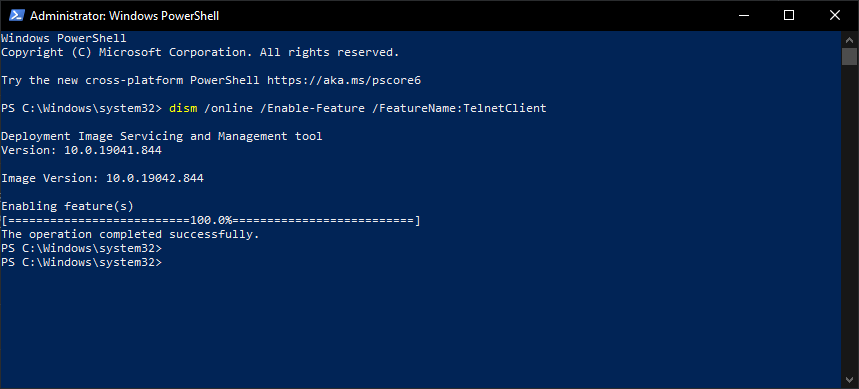 Administrator: Windows PowerShell
Windows PowerShell
Copyright (C) Microsoft Corporation. All rights reserved.
Try the new cross-platform PowerShell https://aka.ms/pscore6
PS C:\Windows\system32> dism /online /Enable-Feature /FeatureName:TelnetClient
Deployment Image Servicing and Management tool
Version: 10.0.19041.844
Image Version: 10.0.19042.844
Enabling feature(s)
[==========================100.0%==========================]
The operation completed successfully.
PS C:\Windows\system32>
PS C:\Windows\system32>